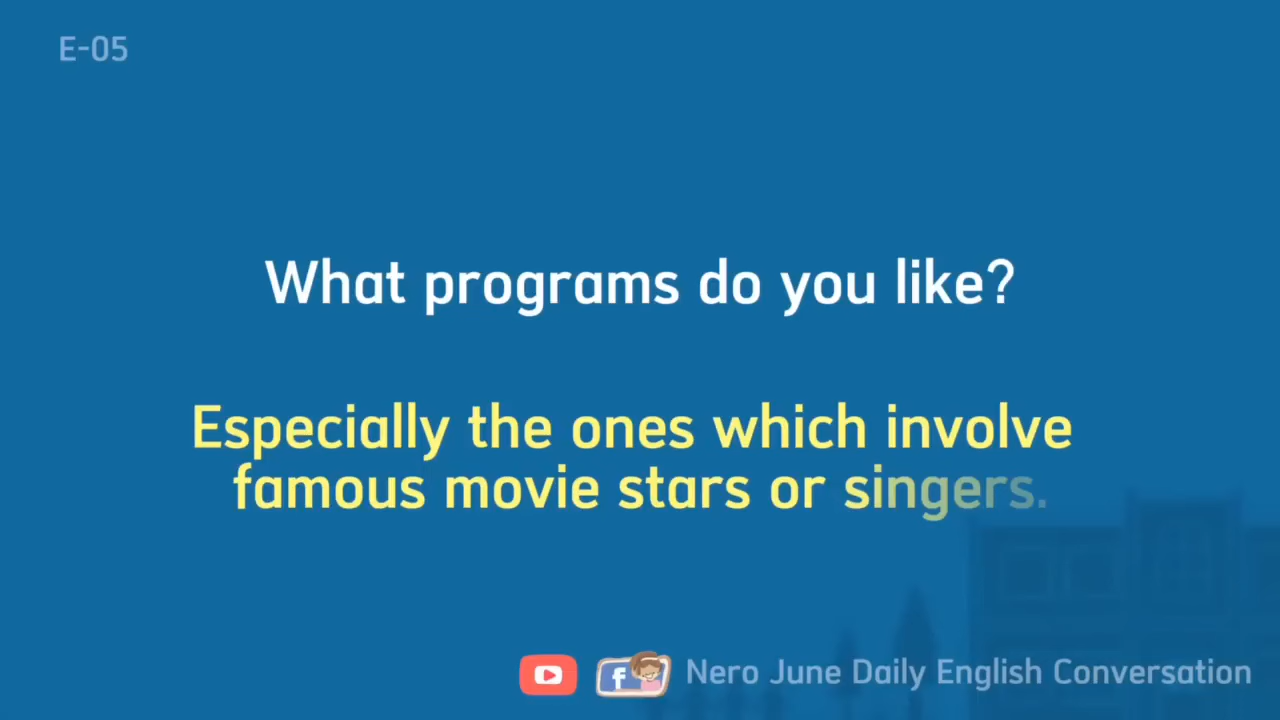 E-05
What programs do you like?
Especially the ones which involve
famous movie stars or singers.
f Nero June Daily English Conversation